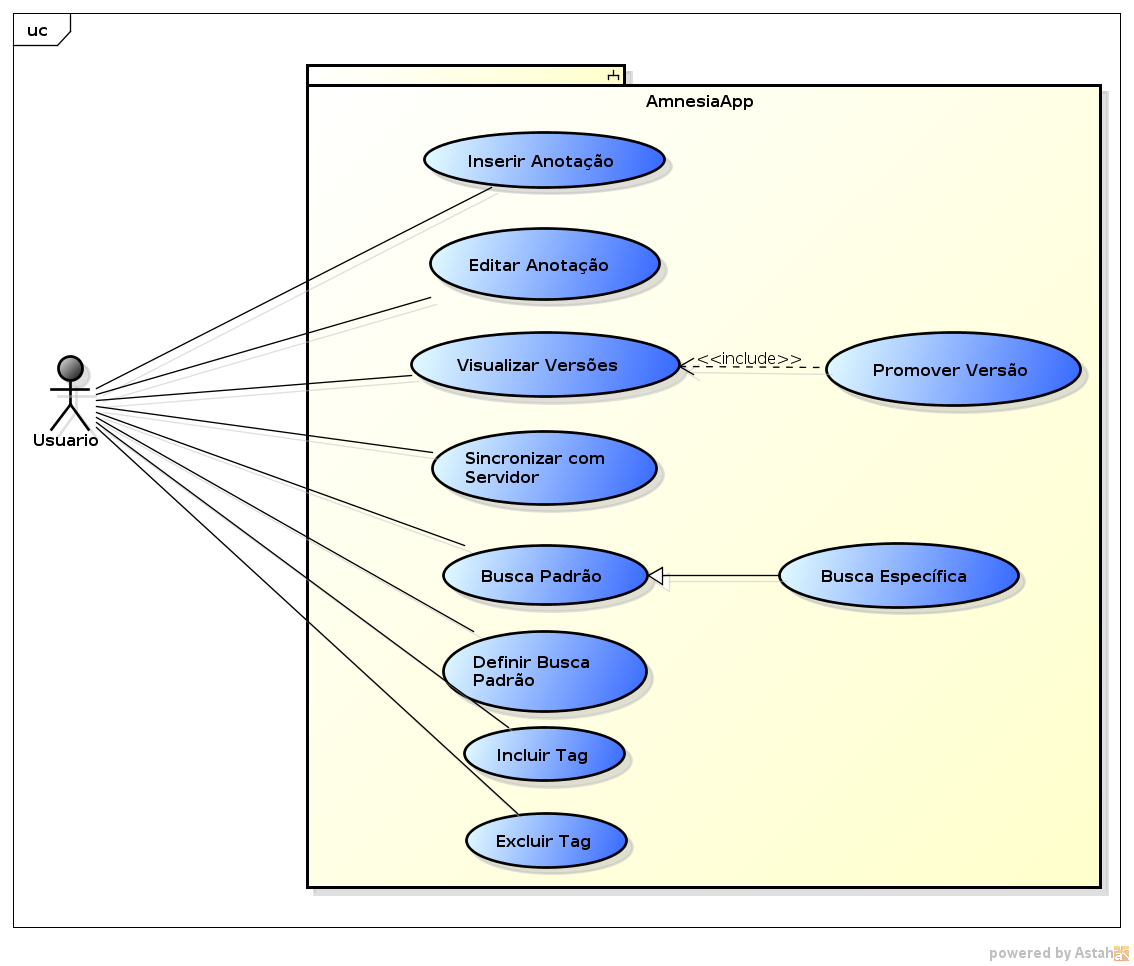 uc
AmnesiaApp
Inserir Anotação
Editar Anotação
Visualizar Versões
<<include>>
Promover Versão
Usuario
Sincronizar com
Servidor
Busca Padrão
Busca Específica
Definir Busca
Padrão
Incluir Tag
Excluir Tag
powered by Astah